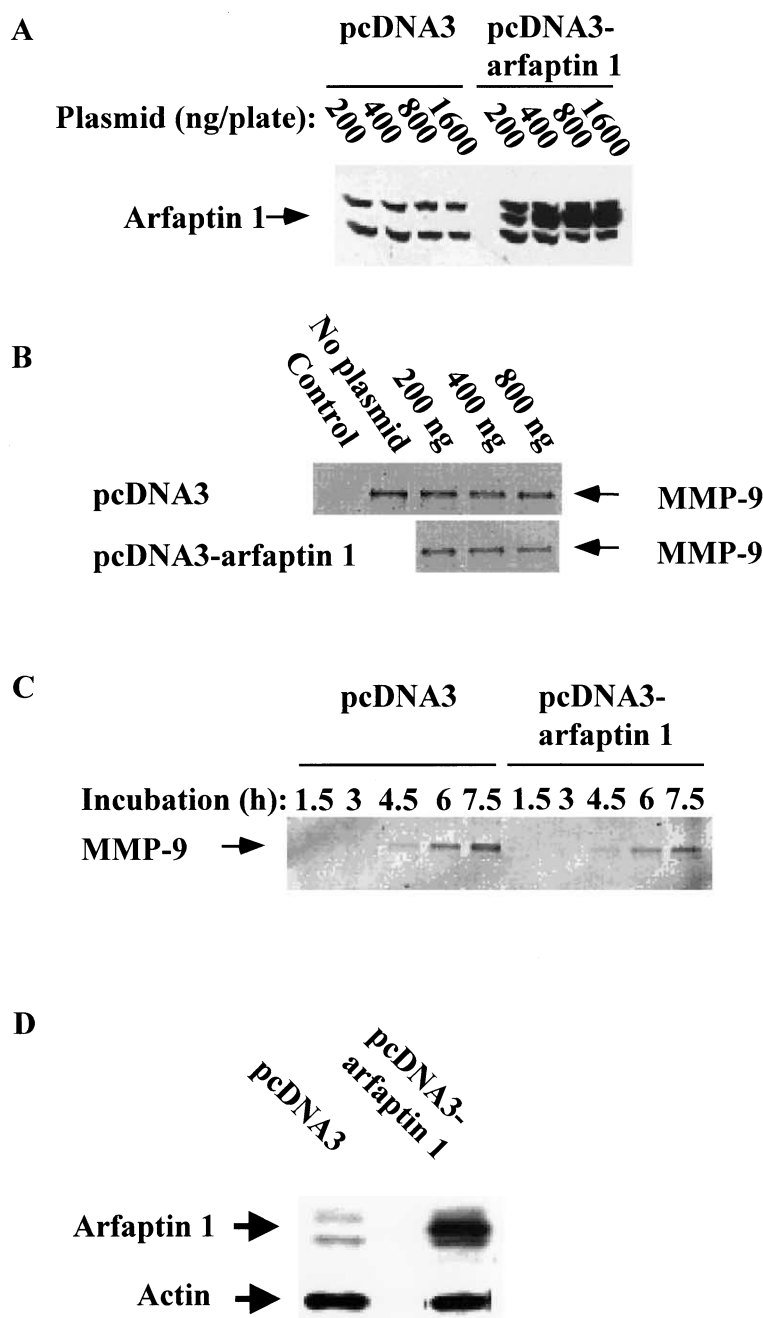 A
pcDNA3
pcDNA3-
arfaptin 1
Plasmid (ng/plate):
200
400
800
1600
200
400
800
1600
Arfaptin 1
B
Control
No plasmid
200 ng
400 ng
800 ng
pcDNA3
MMP-9
pcDNA3-arfaptin 1
MMP-9
C
pcDNA3
pcDNA3-
arfaptin 1
Incubation (h): 1.5 3 4.5 6 7.5 1.5 3 4.5 6 7.5
MMP-9
D
pcDNA3
pcDNA3-
arfaptin 1
Arfaptin 1
Actin